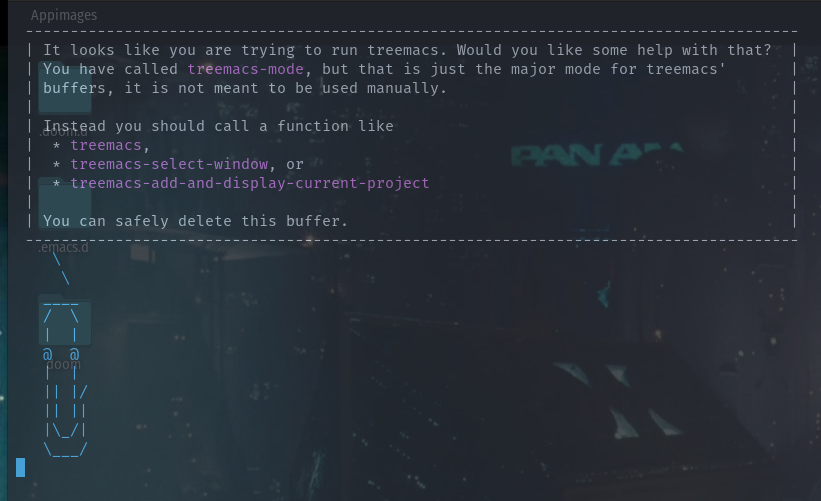 Appimages
It looks like you are trying to run treemacs. Would you like some help with that?
You have called treemacs-mode, but that is just the major mode for treemacs'
buffers, it is not meant to be used manually.
Instead you should call a function like
* treemacs,
* treemacs-select-window, or
* treemacs-add-and-display-current-project
You can safely delete this buffer.
.doom.d
PAN AM
.emacs.d
doom